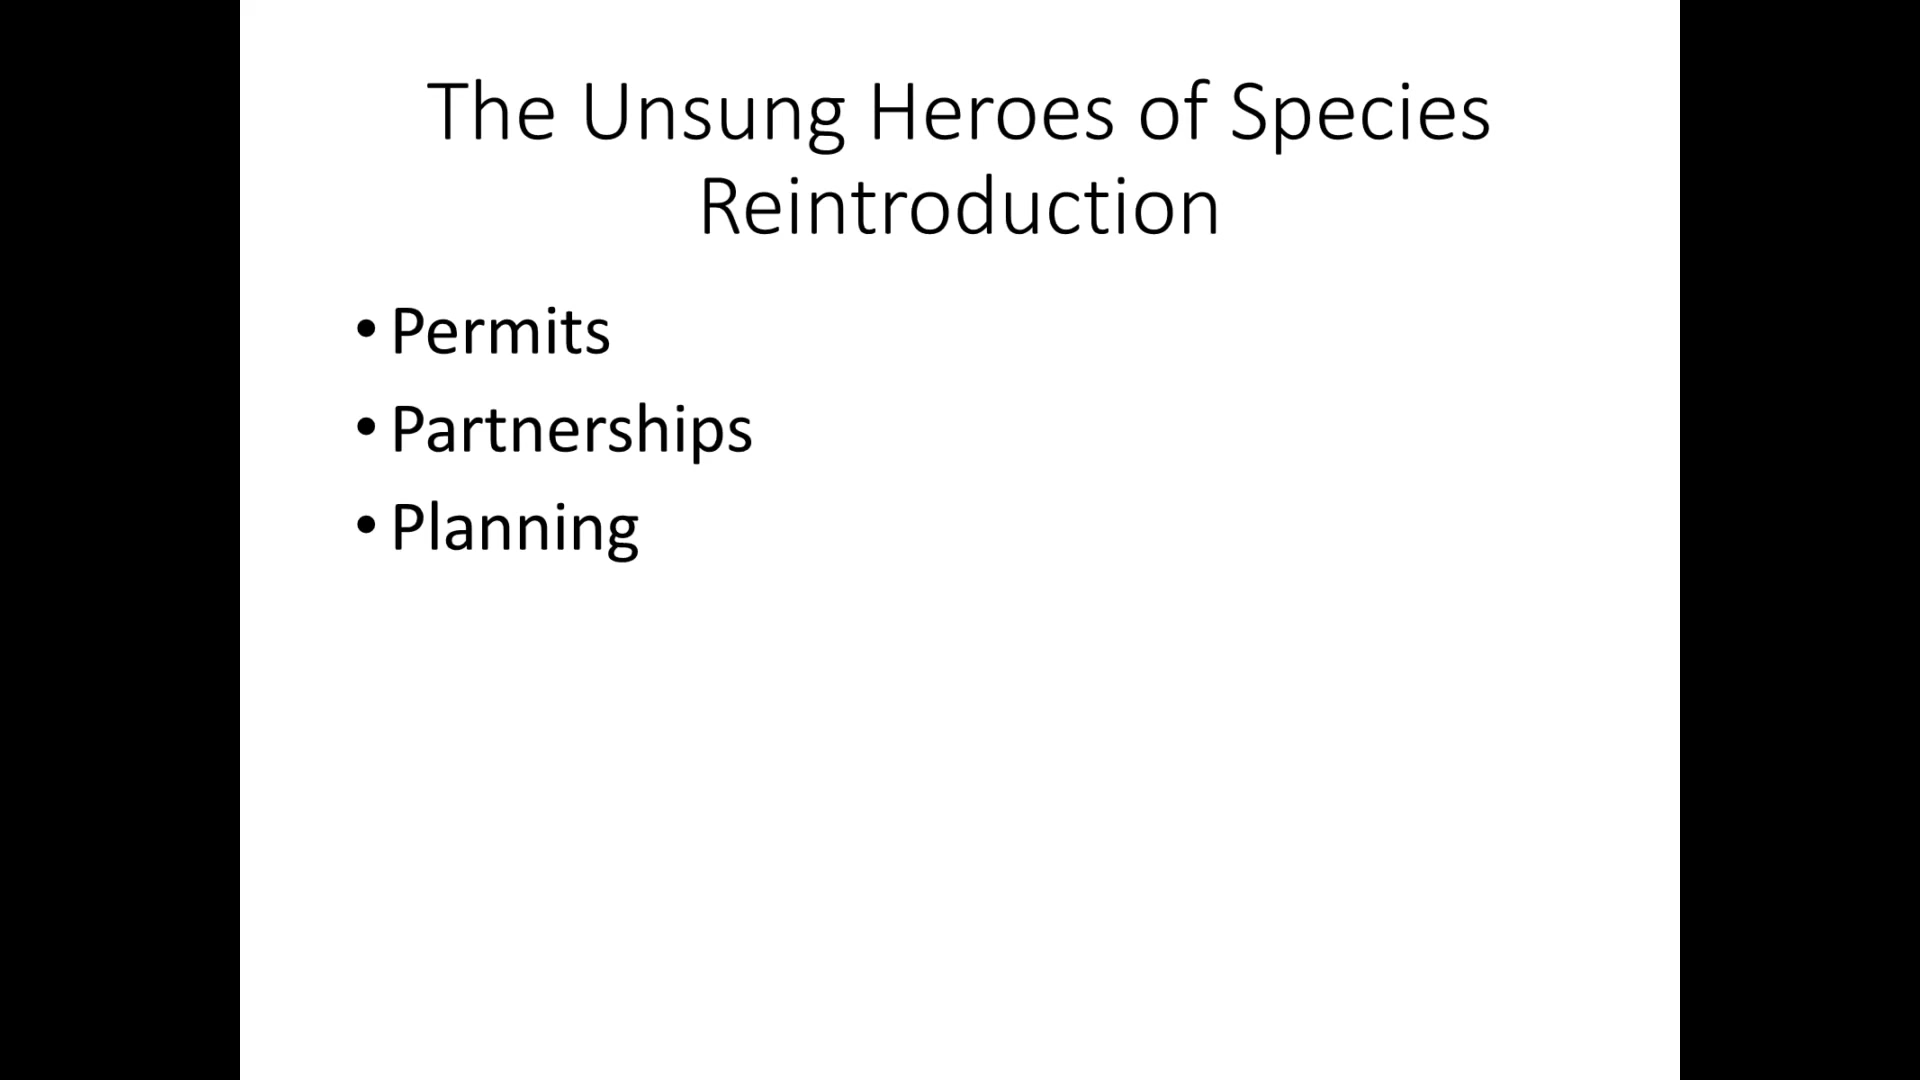 The Unsung Heroes of Species
Reintroduction
• Permits
• Partnerships
• Planning